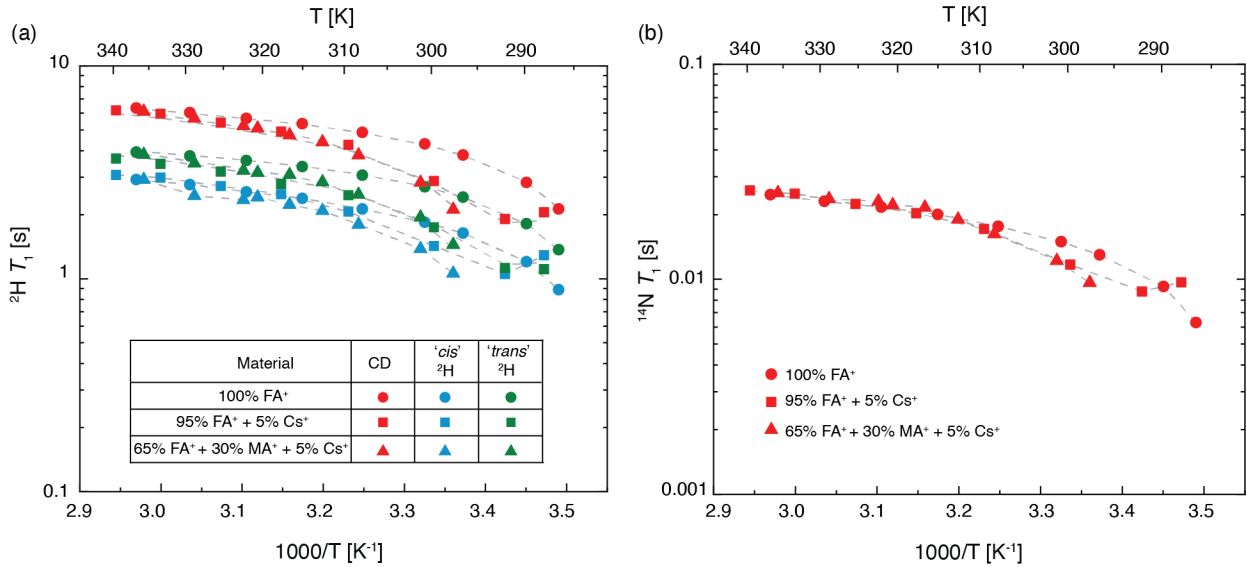 (a)
T [K]
340 330 320 310 300 290
10
1
0.1
²H T₁ [s]
Material CD 'cis' ²H 'trans' ²H
100% FA⁺
95% FA⁺ + 5% Cs⁺
65% FA⁺ + 30% MA⁺ + 5% Cs⁺
2.9 3.0 3.1 3.2 3.3 3.4 3.5
1000/T [K⁻¹]
(b)
T [K]
340 330 320 310 300 290
0.1
0.01
0.001
¹⁴N T₁ [s]
100% FA⁺
95% FA⁺ + 5% Cs⁺
65% FA⁺ + 30% MA⁺ + 5% Cs⁺
2.9 3.0 3.1 3.2 3.3 3.4 3.5
1000/T [K⁻¹]